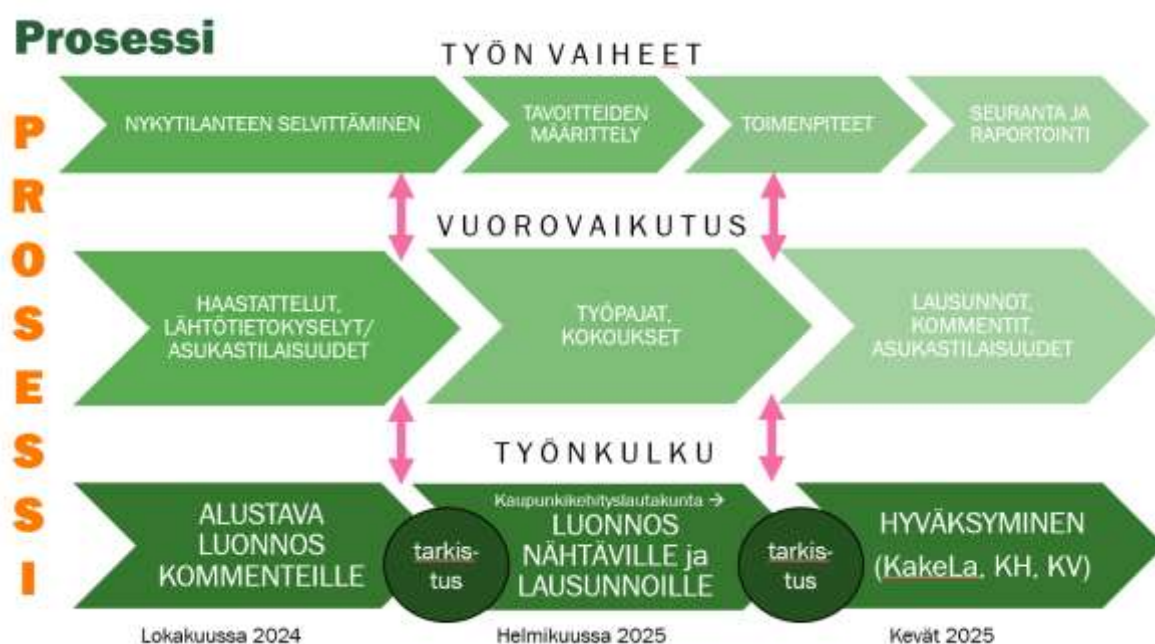 Prosessi
PROSESSI
TYÖN VAIHEET
NYKYTILANTEEN SELVITTÄMINEN
TAVOITTEIDEN
MÄÄRITTELY
TOIMENPITEET
SEURANTA JA
RAPORTOINTI
VUOROVAIKUTUS
HAASTATTELUT,
LÄHTÖTIETOKYSELYT/
ASUKASTILAISUUDET
TYÖPAJAT,
KOKOUKSET
LAUSUNNOT,
KOMMENTIT,
ASUKASTILAISUUDET
TYÖNKULKU
ALUSTAVA
LUONNOS
KOMMENTEILLE
tarkis-
tus
Kaupunkikehityslautakunta →
LUONNOS
NÄHTÄVILLE ja
LAUSUNNOILLE
tarkis-
tus
HYVÄKSYMINEN
(KakeLa, KH, KV)
Lokakuussa 2024
Helmikuussa 2025
Kevät 2025